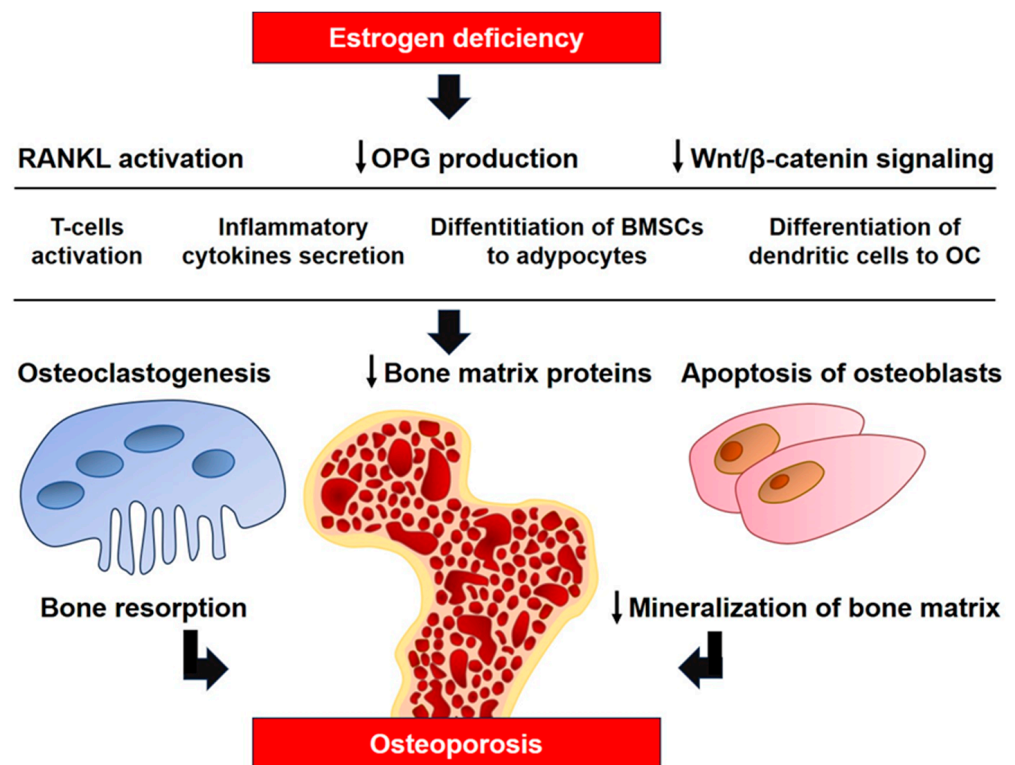 Estrogen deficiency
RANKL activation
↓OPG production
↓Wnt/β-catenin signaling
T-cells
activation
Inflammatory
cytokines secretion
Diffentitiation of BMSCs
to adypocytes
Differentiation of
dendritic cells to OC
Osteoclastogenesis
↓Bone matrix proteins
Apoptosis of osteoblasts
Bone resorption
↓Mineralization of bone matrix
Osteoporosis